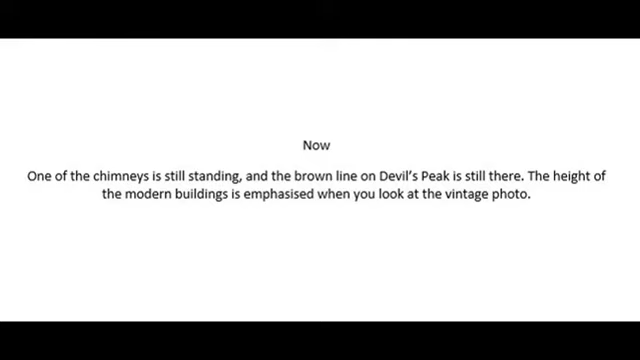 Now
One of the chimneys is still standing, and the brown line on Devil’s Peak is still there. The height of
the modern buildings is emphasised when you look at the vintage photo.